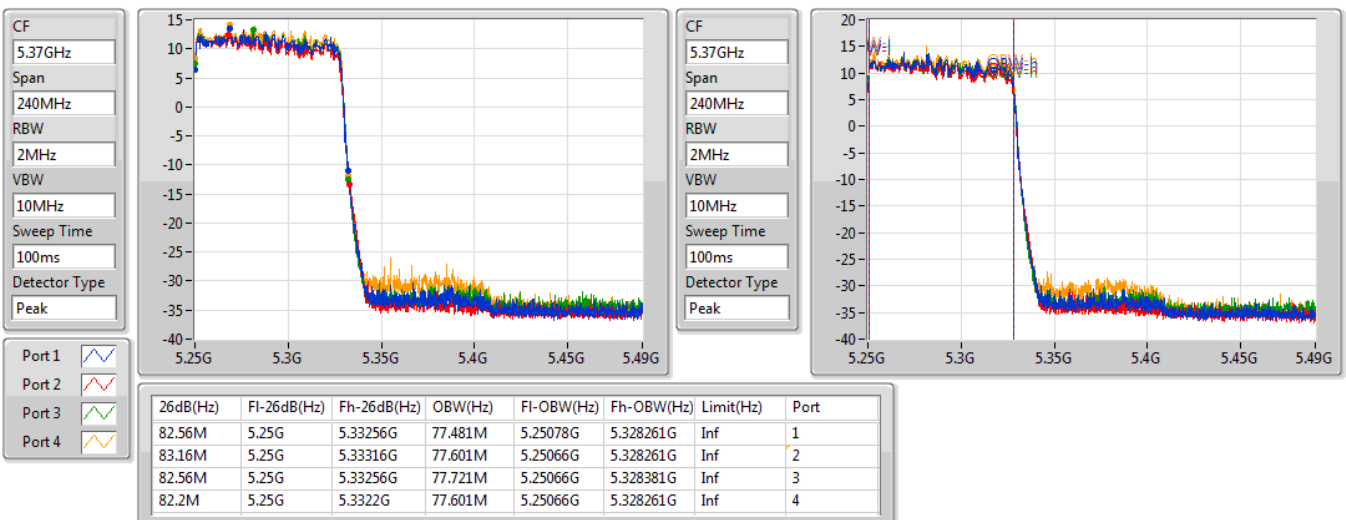 CF
5.37GHz
Span
240MHz
RBW
2MHz
VBW
10MHz
Sweep Time
100ms
Detector Type
Peak
15
10
5
0
-5
-10
-15
-20
-25
-30
-35
-40
5.25G 5.3G 5.35G 5.4G 5.45G 5.49G
CF
5.37GHz
Span
240MHz
RBW
2MHz
VBW
10MHz
Sweep Time
100ms
Detector Type
Peak
20
15
10
5
0
-5
-10
-15
-20
-25
-30
-35
-40
5.25G 5.3G 5.35G 5.4G 5.45G 5.49G
Port 1
Port 2
Port 3
Port 4
26dB(Hz) Fl-26dB(Hz) Fh-26dB(Hz) OBW(Hz) Fl-OBW(Hz) Fh-OBW(Hz) Limit(Hz) Port
82.56M 5.25G 5.33256G 77.481M 5.25078G 5.328261G Inf 1
83.16M 5.25G 5.33316G 77.601M 5.25066G 5.328261G Inf 2
82.56M 5.25G 5.33256G 77.721M 5.25066G 5.328381G Inf 3
82.2M 5.25G 5.3322G 77.601M 5.25066G 5.328261G Inf 4